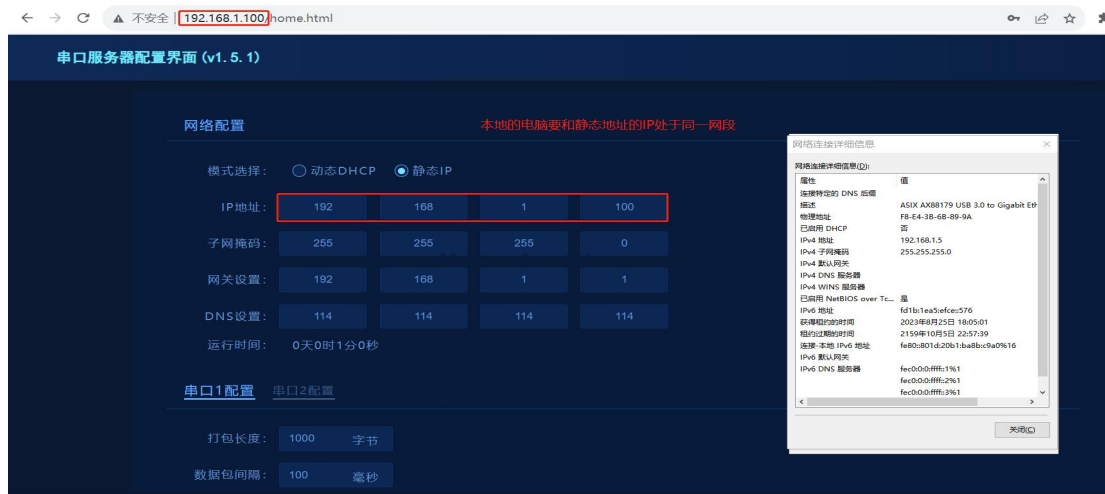 不安全 | 192.168.1.100/home.html
串口服务器配置界面 (v1.5.1)
网络配置
本地的电脑要和静态地址的IP处于同一网段
模式选择: 动态DHCP 静态IP
IP地址: 192 168 1 100
子网掩码: 255 255 255 0
网关设置: 192 168 1 1
DNS设置: 114 114 114 114
运行时间: 0天0时1分0秒
串口1配置 串口2配置
打包长度: 1000 字节
数据包间隔: 100 毫秒
网络连接详细信息
网络连接详细信息(D):
属性 值
连接特定的 DNS 后缀
描述 ASIX AX88179 USB 3.0 to Gigabit Eth
物理地址 F8-E4-3B-6B-89-9A
已启用 DHCP 否
IPv4 地址 192.168.1.5
IPv4 子网掩码 255.255.255.0
IPv4 默认网关
IPv4 DNS 服务器
IPv4 WINS 服务器
已启用 NetBIOS over Tc... 是
IPv6 地址 fd1b:1ea5:efce::576
获得租约的时间 2023年8月25日 18:05:01
租约过期的时间 2159年10月5日 22:57:39
连接-本地 IPv6 地址 fe80::801d:20b1:ba8b:c9a0%16
IPv6 默认网关
IPv6 DNS 服务器 fec0:0:0:ffff::1%1
fec0:0:0:ffff::2%1
fec0:0:0:ffff::3%1
关闭(C)